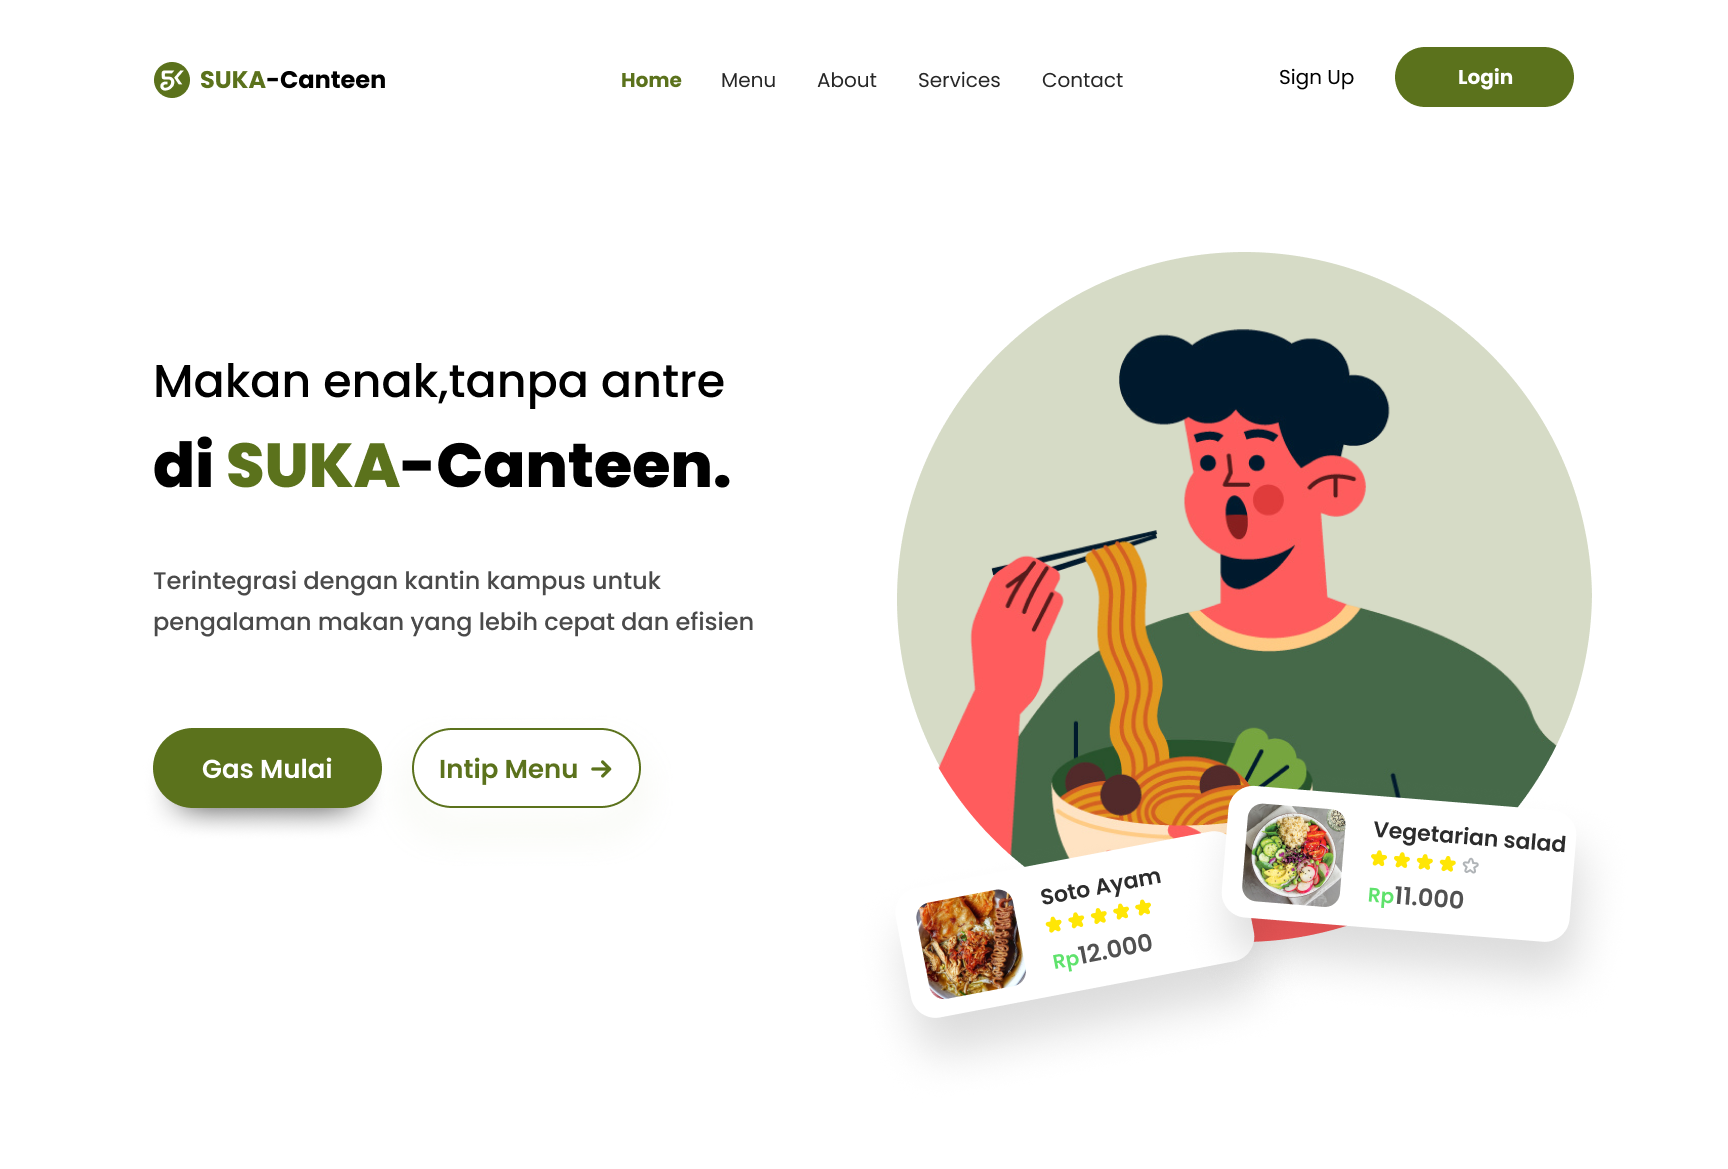 SUKA-Canteen
Home Menu About Services Contact
Sign Up
Login
Makan enak,tanpa antre
di SUKA-Canteen.
Terintegrasi dengan kantin kampus untuk
pengalaman makan yang lebih cepat dan efisien
Gas Mulai
Intip Menu →
Soto Ayam
Rp12.000
Vegetarian salad
Rp11.000